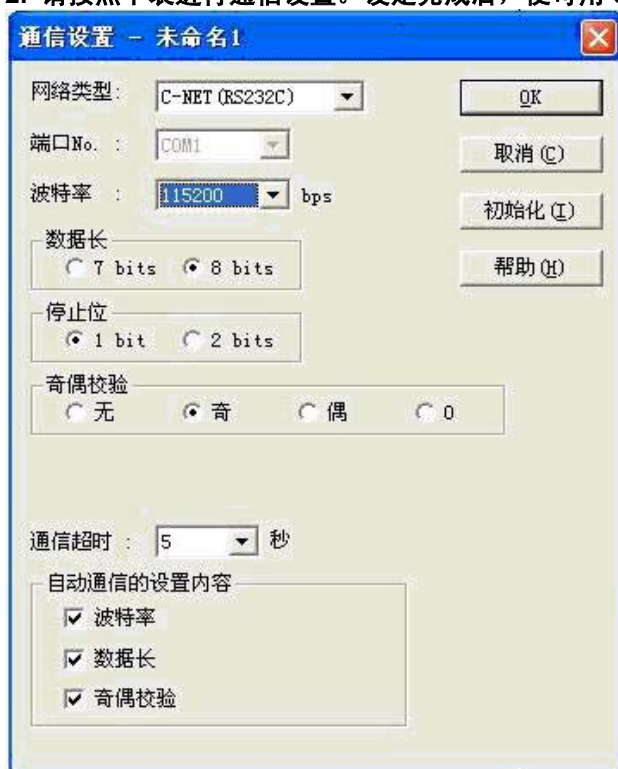 通信设置 - 未命名1
网络类型: C-NET(RS232C) OK
端口No. : COM1 取消(C)
波特率 : 115200 bps 初始化(I)
数据长
7 bits 8 bits 帮助(H)
停止位
1 bit 2 bits
奇偶校验
无 奇 偶 0
通信超时 : 5 秒
自动通信的设置内容
波特率
数据长
奇偶校验